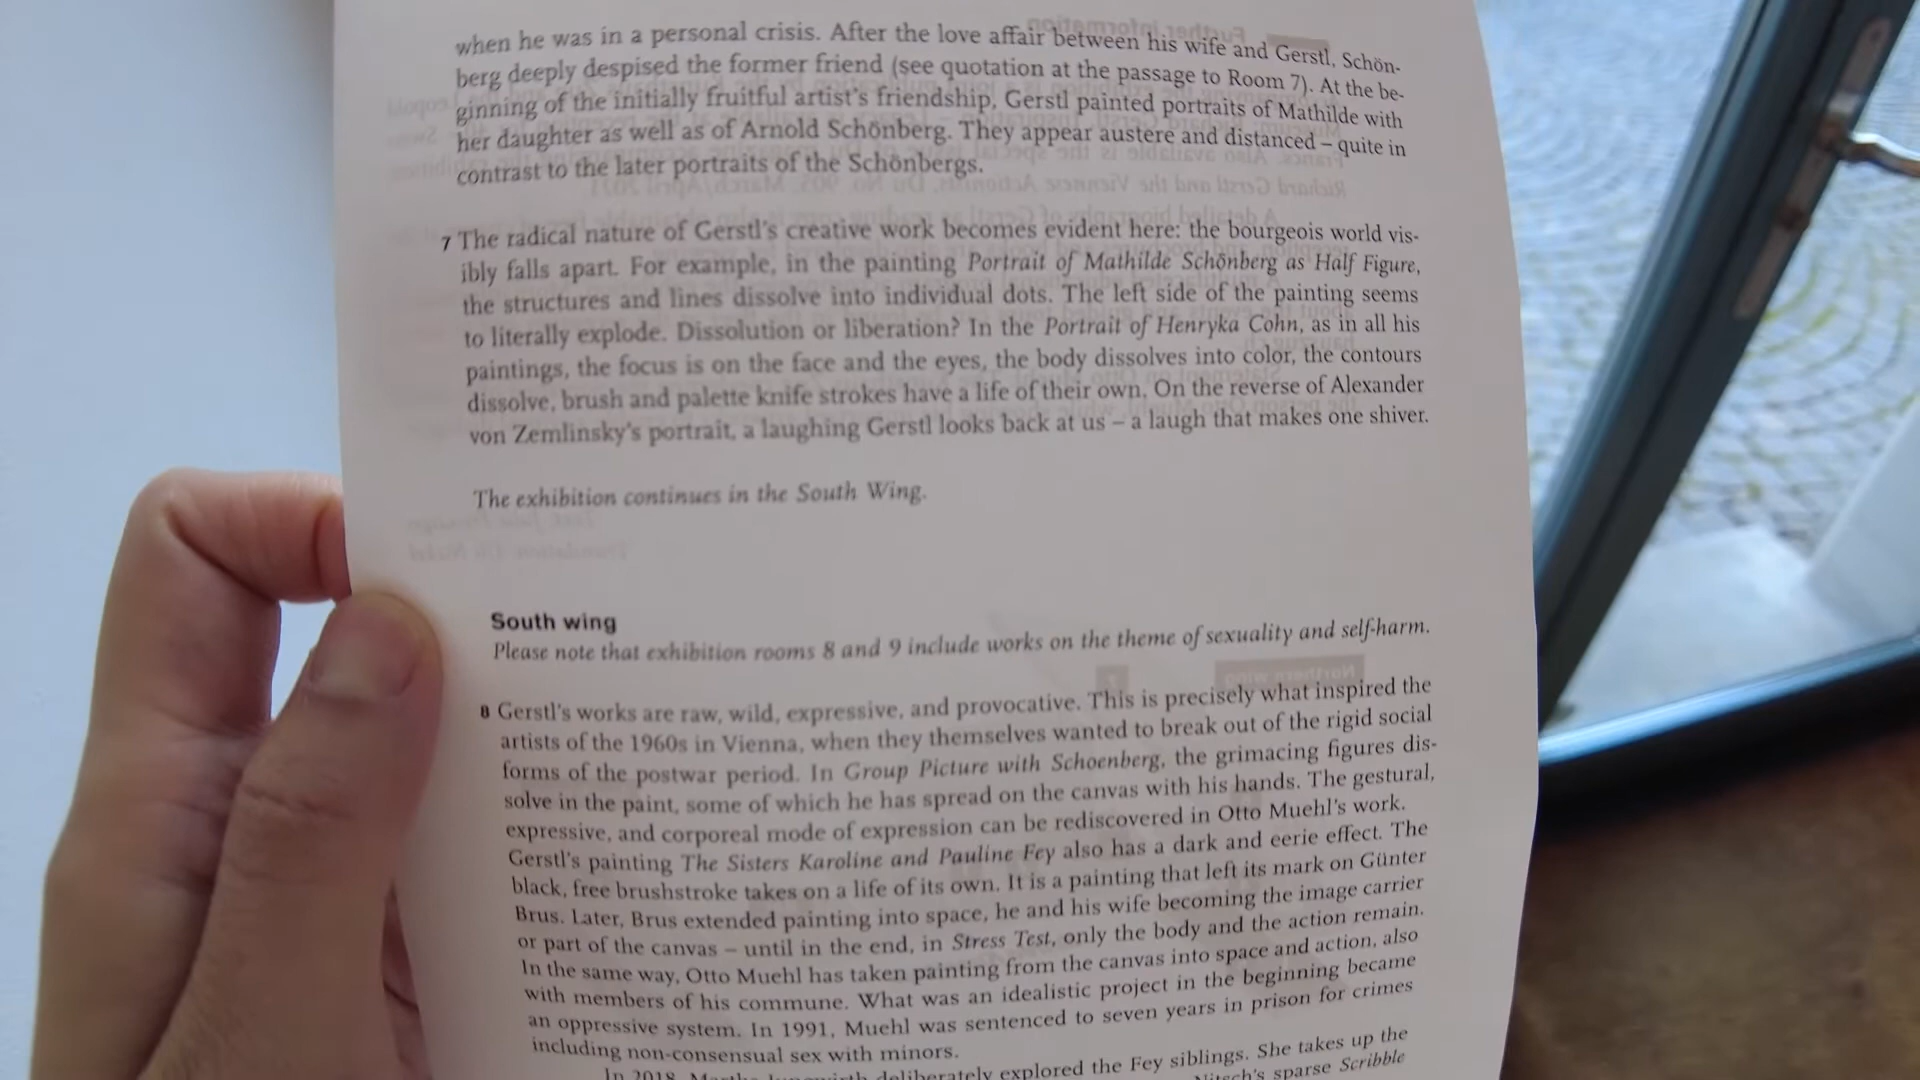 when he was in a personal crisis. After the love affair between his wife and Gerstl, Schön-
berg deeply despised the former friend (see quotation at the passage to Room 7). At the be-
ginning of the initially fruitful artist's friendship, Gerstl painted portraits of Mathilde with
her daughter as well as of Arnold Schönberg. They appear austere and distanced – quite in
contrast to the later portraits of the Schönbergs.
7 The radical nature of Gerstl's creative work becomes evident here: the bourgeois world vis-
ibly falls apart. For example, in the painting Portrait of Mathilde Schönberg as Half Figure,
the structures and lines dissolve into individual dots. The left side of the painting seems
to literally explode. Dissolution or liberation? In the Portrait of Henryka Cohn, as in all his
paintings, the focus is on the face and the eyes, the body dissolves into color, the contours
dissolve, brush and palette knife strokes have a life of their own. On the reverse of Alexander
von Zemlinsky's portrait, a laughing Gerstl looks back at us – a laugh that makes one shiver.
The exhibition continues in the South Wing.
South wing
Please note that exhibition rooms 8 and 9 include works on the theme of sexuality and self-harm.
8 Gerstl's works are raw, wild, expressive, and provocative. This is precisely what inspired the
artists of the 1960s in Vienna, when they themselves wanted to break out of the rigid social
forms of the postwar period. In Group Picture with Schoenberg, the grimacing figures dis-
solve in the paint, some of which he has spread on the canvas with his hands. The gestural,
expressive, and corporeal mode of expression can be rediscovered in Otto Muehl's work.
Gerstl's painting The Sisters Karoline and Pauline Fey also has a dark and eerie effect. The
black, free brushstroke takes on a life of its own. It is a painting that left its mark on Günter
Brus. Later, Brus extended painting into space, he and his wife becoming the image carrier
or part of the canvas – until in the end, in Stress Test, only the body and the action remain.
In the same way, Otto Muehl has taken painting from the canvas into space and action, also
with members of his commune. What was an idealistic project in the beginning became
an oppressive system. In 1991, Muehl was sentenced to seven years in prison for crimes
including non-consensual sex with minors.
In 2018, deliberately explored the Fey siblings. She takes up the
sparse Scribble